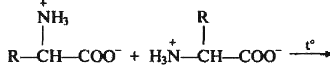 +
NH₃ R
R—CH—COO⁻ + H₃N⁺—CH—COO⁻ t° →